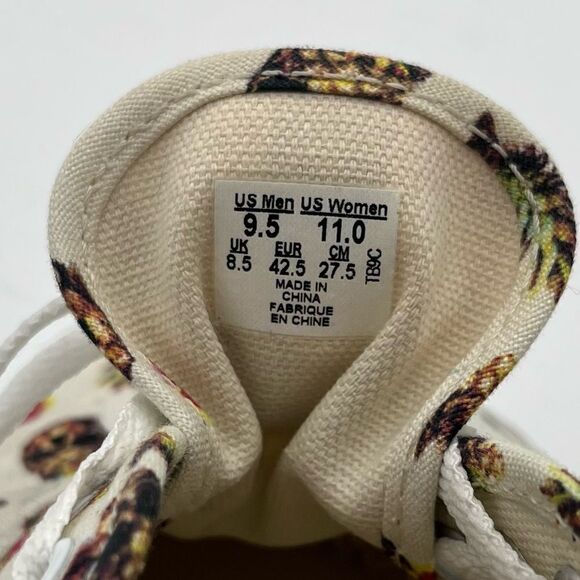 US Men US Women
9.5 11.0
UK EUR CM
8.5 42.5 27.5
MADE IN
CHINA
FABRIQUE
EN CHINE
TB9C